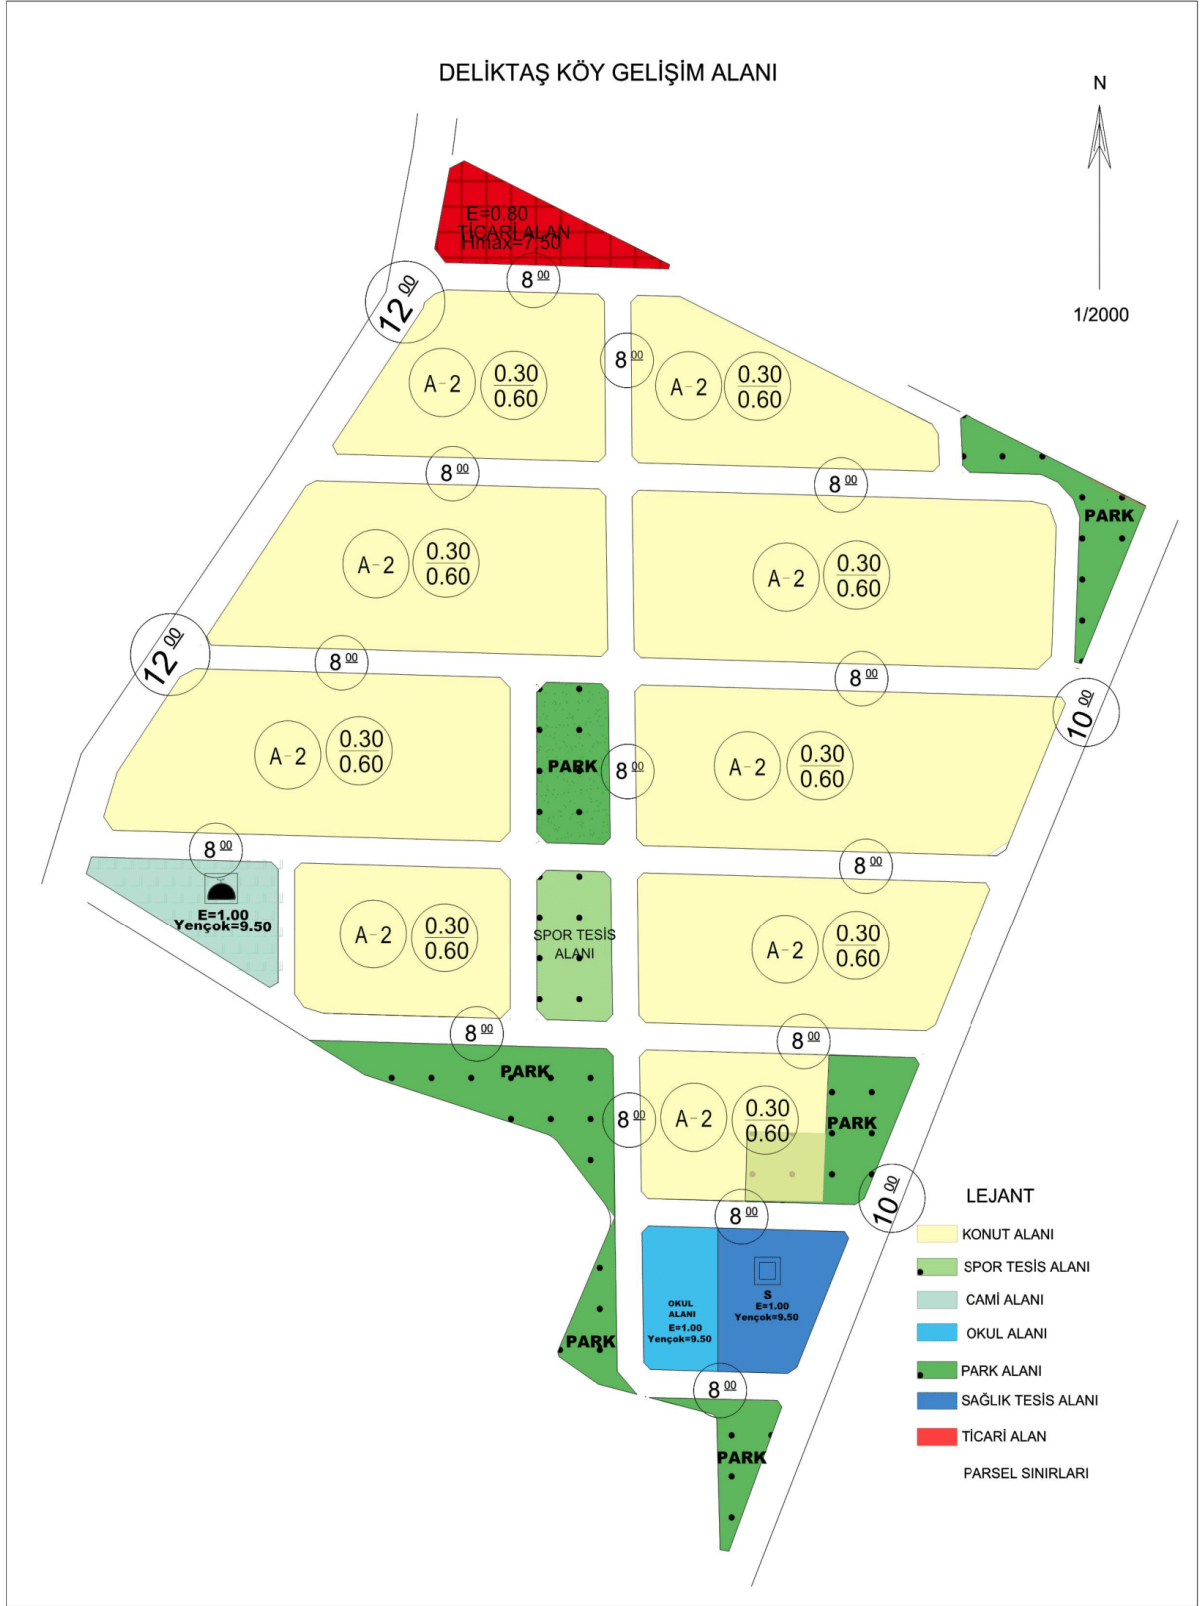 DELİKTAŞ KÖY GELİŞİM ALANI
N
1/2000
E=0.80
TİCARİ ALAN
Hmax=7.50
8 00
12 00
8 00
A-2
0.30
0.60
A-2
0.30
0.60
8 00
8 00
PARK
A-2
0.30
0.60
A-2
0.30
0.60
12 00
8 00
8 00
10 00
A-2
0.30
0.60
PARK
8 00
A-2
0.30
0.60
8 00
8 00
E=1.00
Yençok=9.50
A-2
0.30
0.60
SPOR TESİS
ALANI
A-2
0.30
0.60
8 00
8 00
PARK
8 00
A-2
0.30
0.60
PARK
10 00
8 00
OKUL
ALANI
E=1.00
Yençok=9.50
S
E=1.00
Yençok=9.50
PARK
8 00
PARK
LEJANT
KONUT ALANI
SPOR TESİS ALANI
CAMİ ALANI
OKUL ALANI
PARK ALANI
SAĞLIK TESİS ALANI
TİCARİ ALAN
PARSEL SINIRLARI